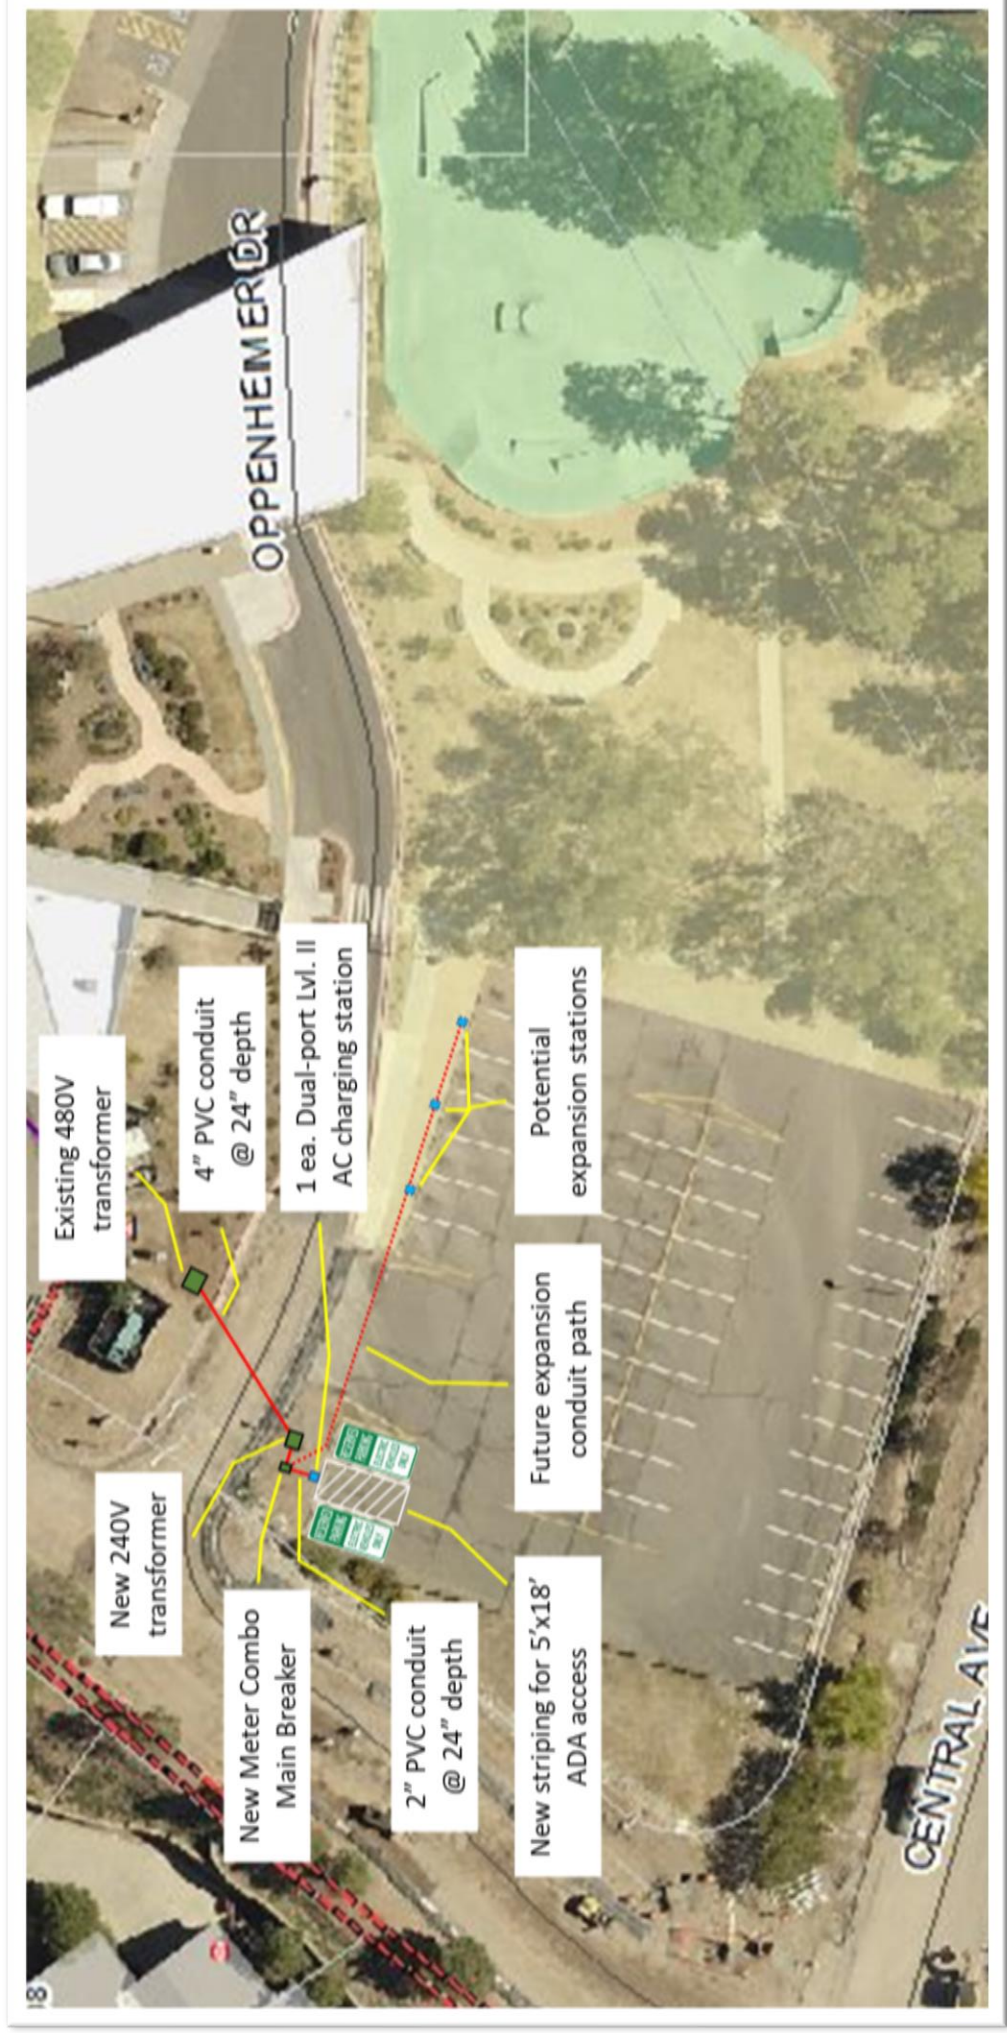 Existing 480V
transformer
New 240V
transformer
4” PVC conduit
@ 24” depth
New Meter Combo
Main Breaker
1 ea. Dual-port Lvl. II
AC charging station
OPPENHEIMER DR
2” PVC conduit
@ 24” depth
New striping for 5’x18’
ADA access
Future expansion
conduit path
Potential
expansion stations
CENTRAL AVE